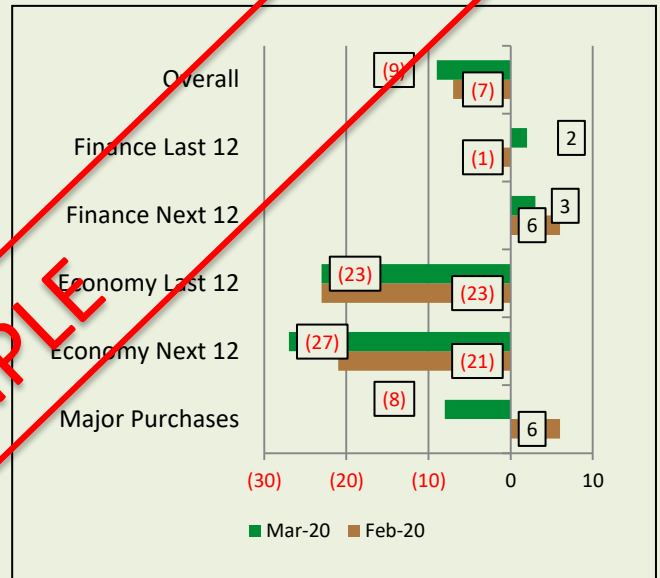 Overall
(9)
(7)
Finance Last 12
2
(1)
Finance Next 12
3
6
Economy Last 12
(23)
(23)
Economy Next 12
(27)
(21)
Major Purchases
(8)
6
(30) (20) (10) 0 10
Mar-20 Feb-20